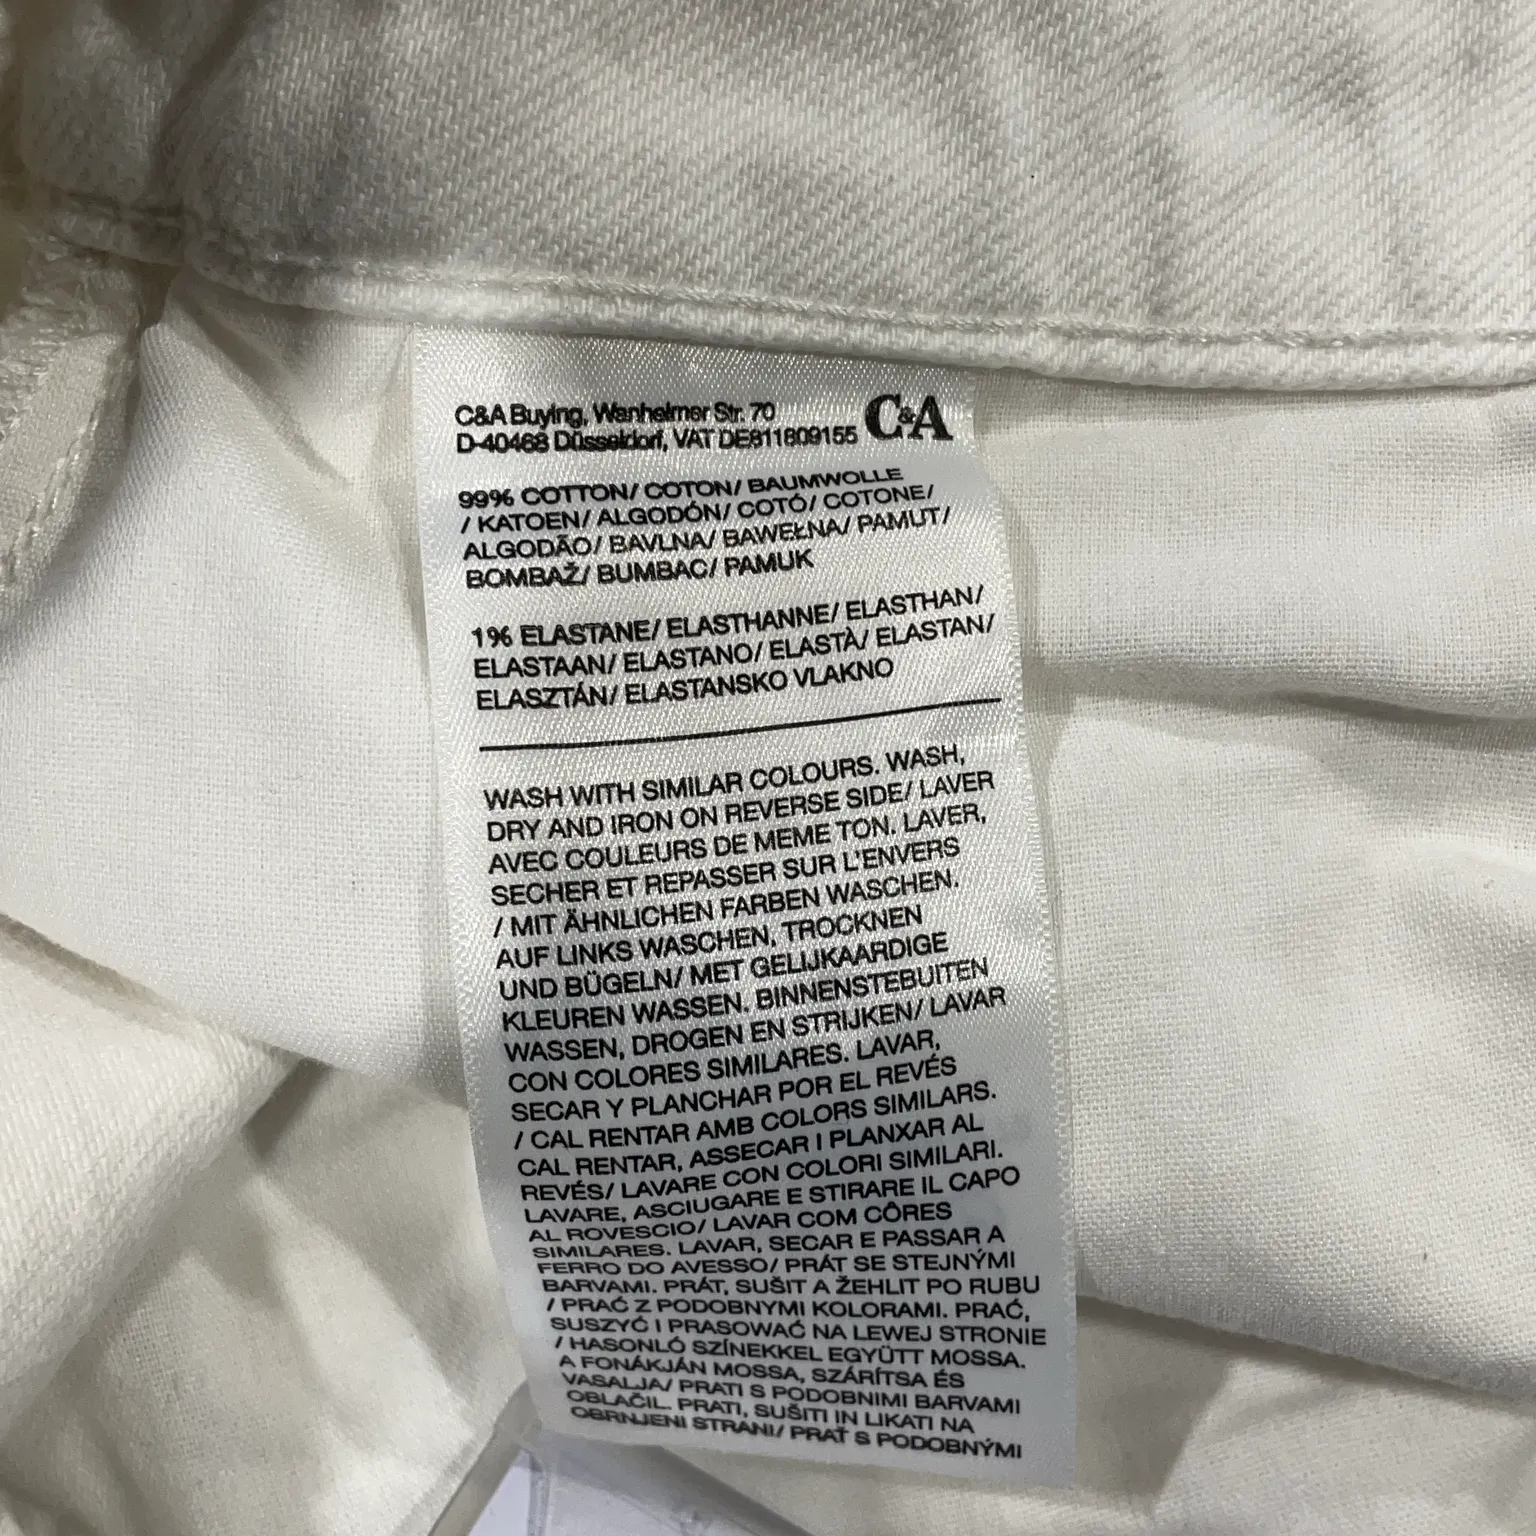 C&A Buying, Wanheimer Str. 70
D-40468 Düsseldorf, VAT DE811809155
C&A
99% COTTON/ COTON/ BAUMWOLLE
/ KATOEN/ ALGODÓN/ COTÓ/ COTONE/
ALGODÃO/ BAVLNA/ BAWEŁNA/ PAMUT/
BOMBAŽ/ BUMBAC/ PAMUK
1% ELASTANE/ ELASTHANNE/ ELASTHAN/
ELASTAAN/ ELASTANO/ ELASTÀ/ ELASTAN/
ELASZTÁN/ ELASTANSKO VLAKNO
WASH WITH SIMILAR COLOURS. WASH,
DRY AND IRON ON REVERSE SIDE/ LAVER
AVEC COULEURS DE MEME TON. LAVER,
SECHER ET REPASSER SUR L'ENVERS
/ MIT ÄHNLICHEN FARBEN WASCHEN.
AUF LINKS WASCHEN, TROCKNEN
UND BÜGELN/ MET GELIJKAARDIGE
KLEUREN WASSEN. BINNENSTEBUITEN
WASSEN, DROGEN EN STRIJKEN/ LAVAR
CON COLORES SIMILARES. LAVAR,
SECAR Y PLANCHAR POR EL REVÉS
/ CAL RENTAR AMB COLORS SIMILARS.
CAL RENTAR, ASSECAR I PLANXAR AL
REVÉS/ LAVARE CON COLORI SIMILARI.
LAVARE, ASCIUGARE E STIRARE IL CAPO
AL ROVESCIO/ LAVAR COM CÔRES
SIMILARES. LAVAR, SECAR E PASSAR A
FERRO DO AVESSO/ PRÁT SE STEJNÝMI
BARVAMI. PRÁT, SUŠIT A ŽEHLIT PO RUBU
/ PRAĆ Z PODOBNYMI KOLORAMI. PRAĆ,
SUSZYĆ I PRASOWAĆ NA LEWEJ STRONIE
/ HASONLÓ SZÍNEKKEL EGYÜTT MOSSA.
A FONÁKJÁN MOSSA, SZÁRÍTSA ÉS
VASALJA/ PRATI S PODOBNIMI BARVAMI
OBLAČIL. PRATI, SUŠITI IN LIKATI NA
OBRNJENI STRANI/ PRAŤ S PODOBNÝMI